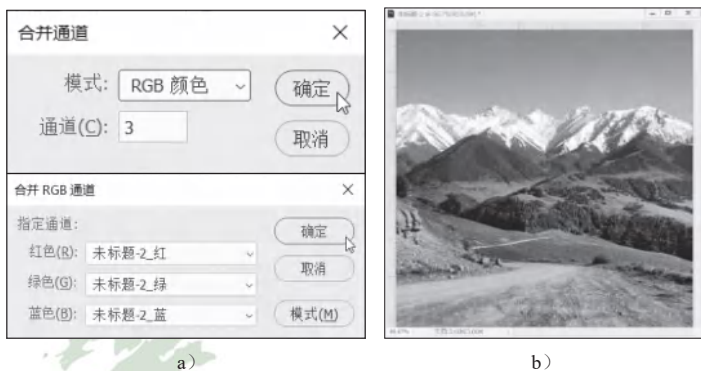 合并通道
模式: RGB 颜色
确定
通道(C): 3
取消
合并 RGB 通道
指定通道:
确定
红色(R): 未标题-2_红
取消
绿色(G): 未标题-2_绿
蓝色(B): 未标题-2_蓝
模式(M)
a）
b）